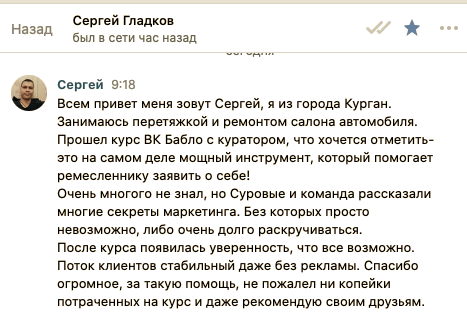 Назад
Сергей Гладков
был в сети час назад
сегодня
Сергей 9:18
Всем привет меня зовут Сергей, я из города Курган.
Занимаюсь перетяжкой и ремонтом салона автомобиля.
Прошел курс ВК Бабло с куратором, что хочется отметить-
это на самом деле мощный инструмент, который помогает
ремесленнику заявить о себе!
Очень многого не знал, но Суровые и команда рассказали
многие секреты маркетинга. Без которых просто
невозможно, либо очень долго раскручиваться.
После курса появилась уверенность, что все возможно.
Поток клиентов стабильный даже без рекламы. Спасибо
огромное, за такую помощь, не пожалел ни копейки
потраченных на курс и даже рекомендую своим друзьям.